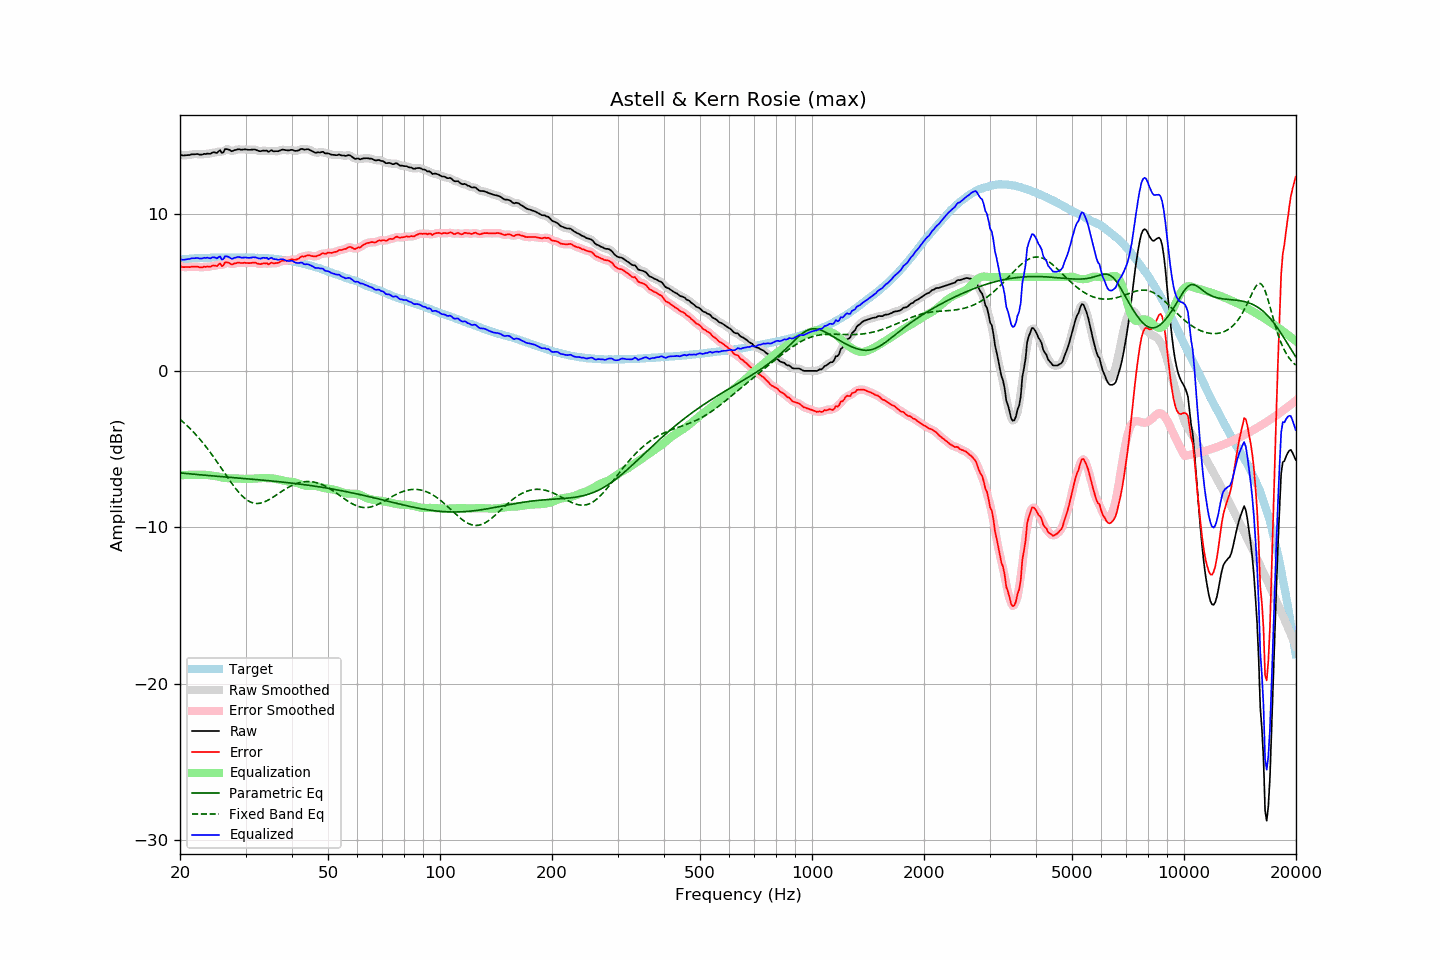 Astell & Kern Rosie (max)
Amplitude (dBr)
10
0
−10
−20
−30
Target
Raw Smoothed
Error Smoothed
Raw
Error
Equalization
Parametric Eq
Fixed Band Eq
Equalized
20 50 100 200 500 1000 2000 5000 10000 20000
Frequency (Hz)